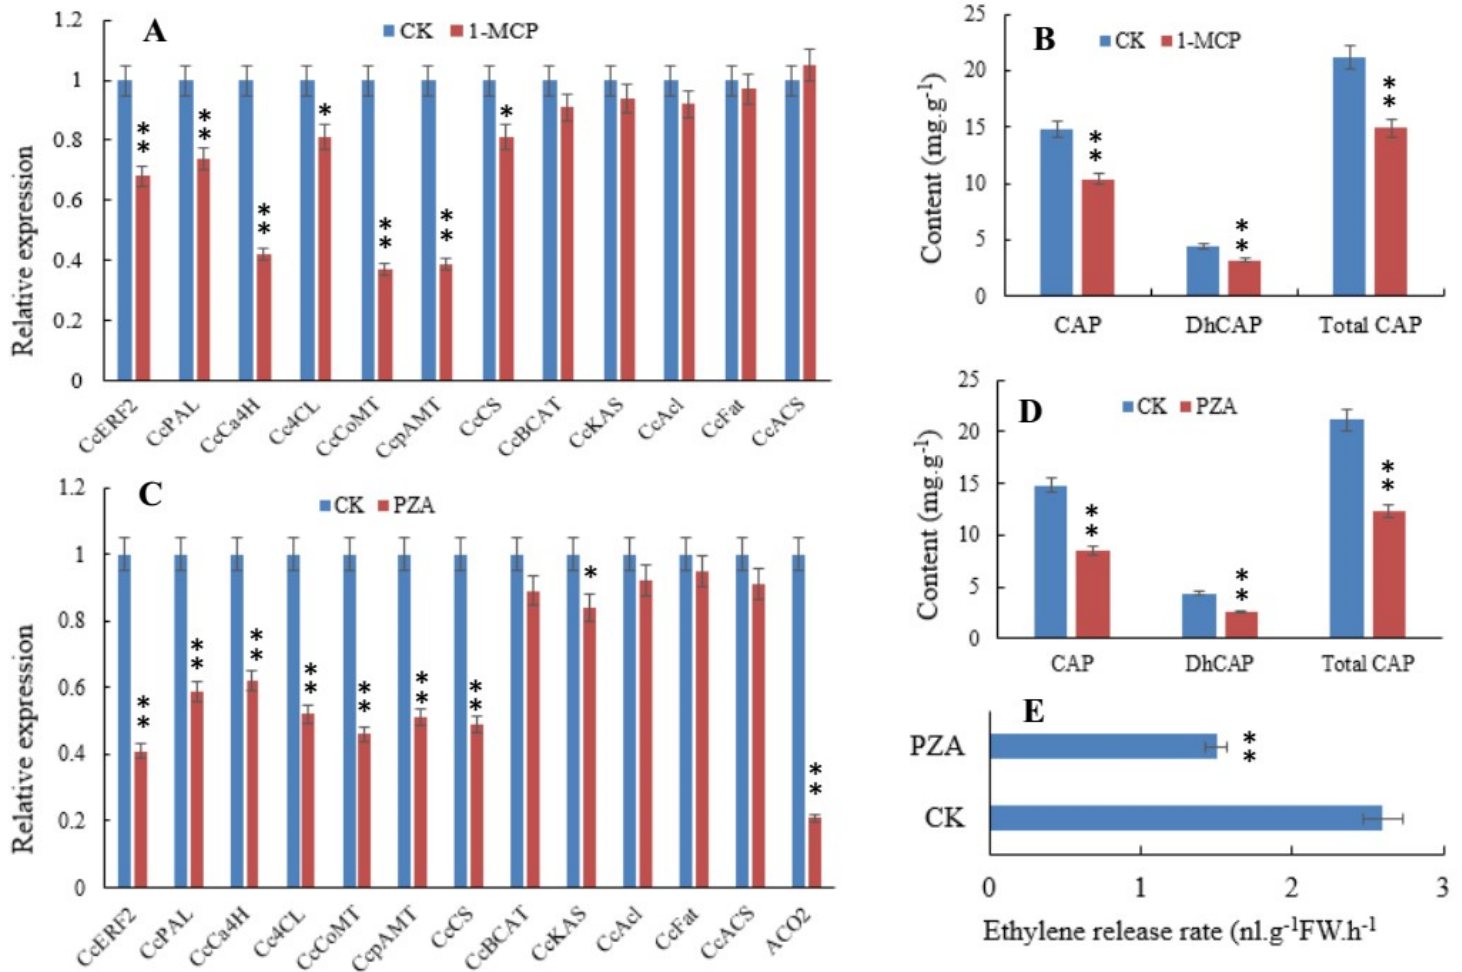 A
CK 1-MCP
1.2
1
0.8
0.6
0.4
0.2
0
Relative expression
* *
* *
* *
*
* *
* *
*
CcERF2 CcPAL CcCa4H Cc4CL CcCoMT CcpAMT CcCS CcBCAT CcKAS CcAcl CcFat CcACS
B
CK 1-MCP
25
20
15
10
5
0
Content (mg.g-1)
* *
* *
* *
CAP DhCAP Total CAP
C
CK PZA
1.2
1
0.8
0.6
0.4
0.2
0
Relative expression
* *
* *
* *
* *
* *
* *
* *
*
* *
CcERF2 CcPAL CcCa4H Cc4CL CcCoMT CcpAMT CcCS CcBCAT CcKAS CcAcl CcFat CcACS ACO2
D
CK PZA
25
20
15
10
5
0
Content (mg.g-1)
* *
* *
* *
CAP DhCAP Total CAP
E
PZA
* *
CK
0 1 2 3
Ethylene release rate (nl.g-1FW.h-1